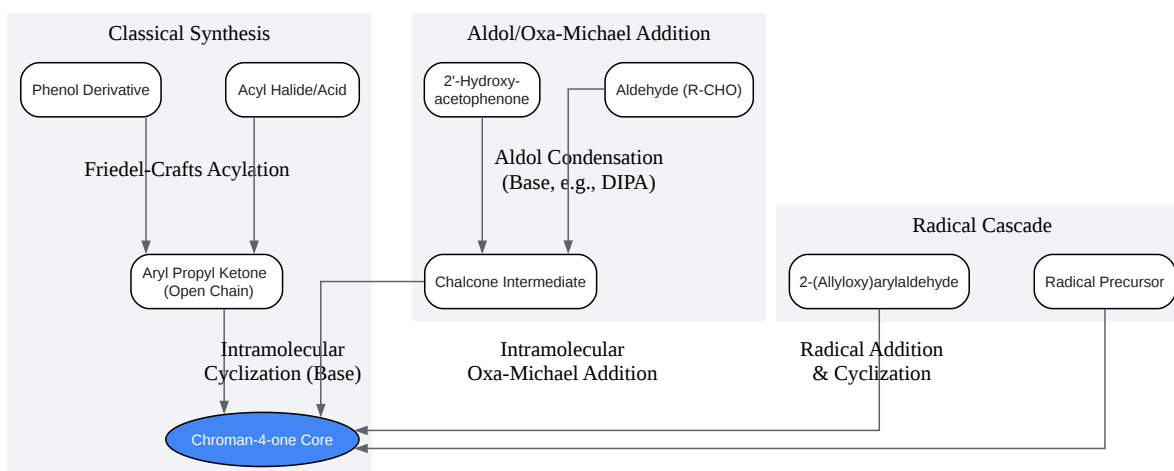 Classical Synthesis
Phenol Derivative
Acyl Halide/Acid
Friedel-Crafts Acylation
Aryl Propyl Ketone
(Open Chain)
Intramolecular
Cyclization (Base)
Chroman-4-one Core
Aldol/Oxa-Michael Addition
2'-Hydroxy-
acetophenone
Aldehyde (R-CHO)
Aldol Condensation
(Base, e.g., DIPA)
Chalcone Intermediate
Intramolecular
Oxa-Michael Addition
Radical Cascade
2-(Allyloxy)arylaldehyde
Radical Precursor
Radical Addition
& Cyclization